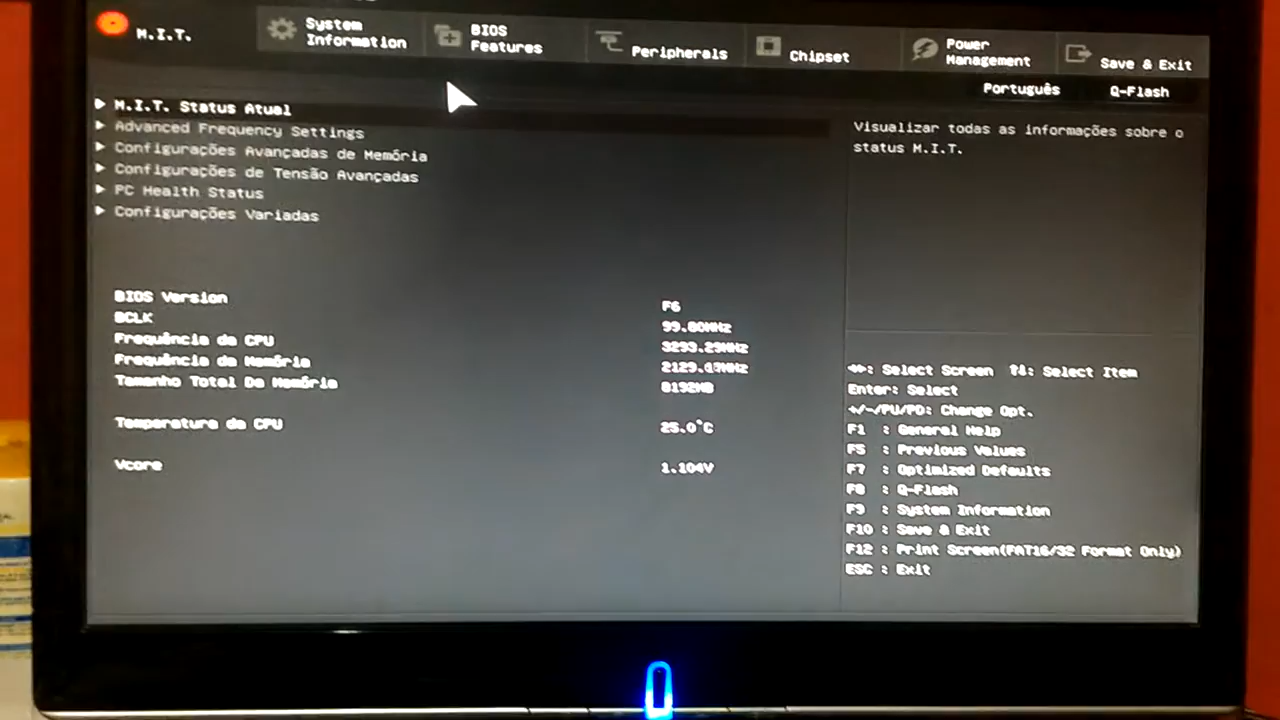 M.I.T.
System Information
BIOS Features
Peripherals
Chipset
Power Management
Save & Exit
Português
Q-Flash
M.I.T. Status Atual
Advanced Frequency Settings
Configurações Avançadas de Memória
Configurações de Tensão Avançadas
PC Health Status
Configurações Variadas
Visualizar todas as informações sobre o
status M.I.T.
BIOS Version F6
BCLK 99.80MHz
Frequência da CPU 3293.29MHz
Frequência da Memória 2129.03MHz
Tamanho Total Da Memória 8192MB
Temperatura da CPU 25.0°C
Vcore 1.104V
: Select Screen ↑↓: Select Item
Enter: Select
+/-/PU/PD: Change Opt.
F1 : General Help
F5 : Previous Values
F7 : Optimized Defaults
F8 : Q-Flash
F9 : System Information
F10 : Save & Exit
F12 : Print Screen(FAT16/32 Format Only)
ESC : Exit